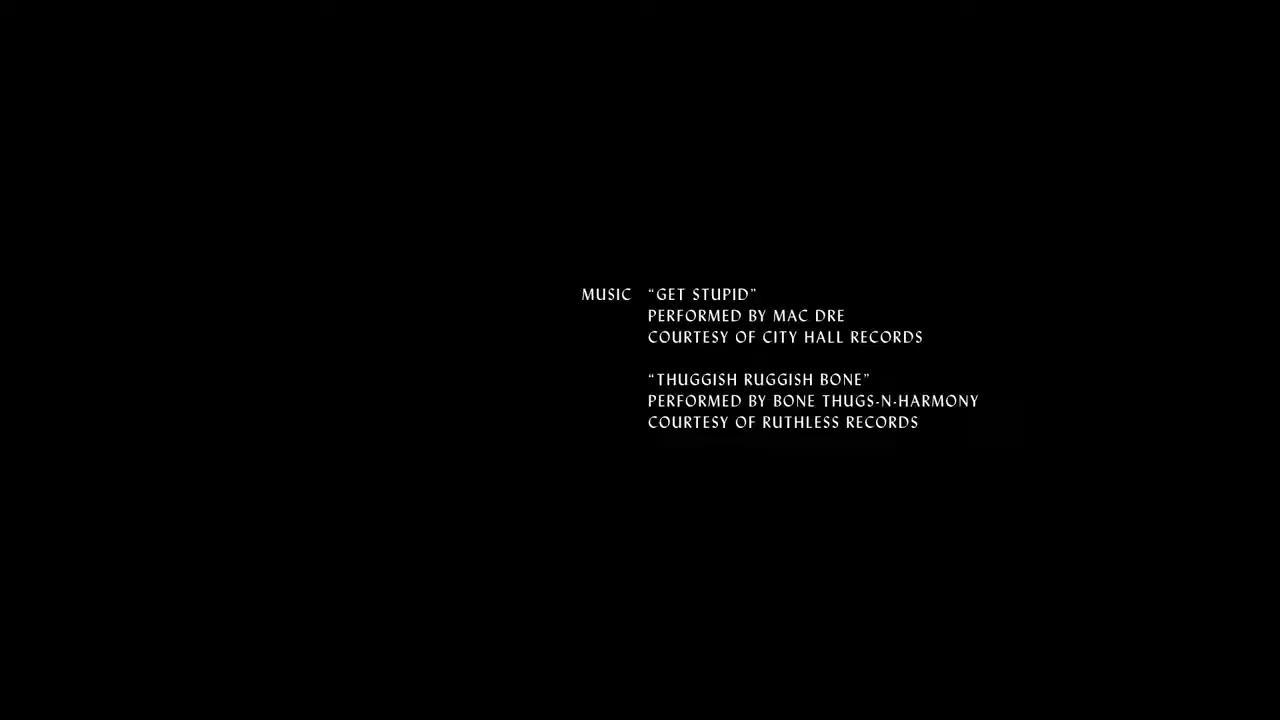 MUSIC “GET STUPID”
PERFORMED BY MAC DRE
COURTESY OF CITY HALL RECORDS
“THUGGISH RUGGISH BONE”
PERFORMED BY BONE THUGS-N-HARMONY
COURTESY OF RUTHLESS RECORDS